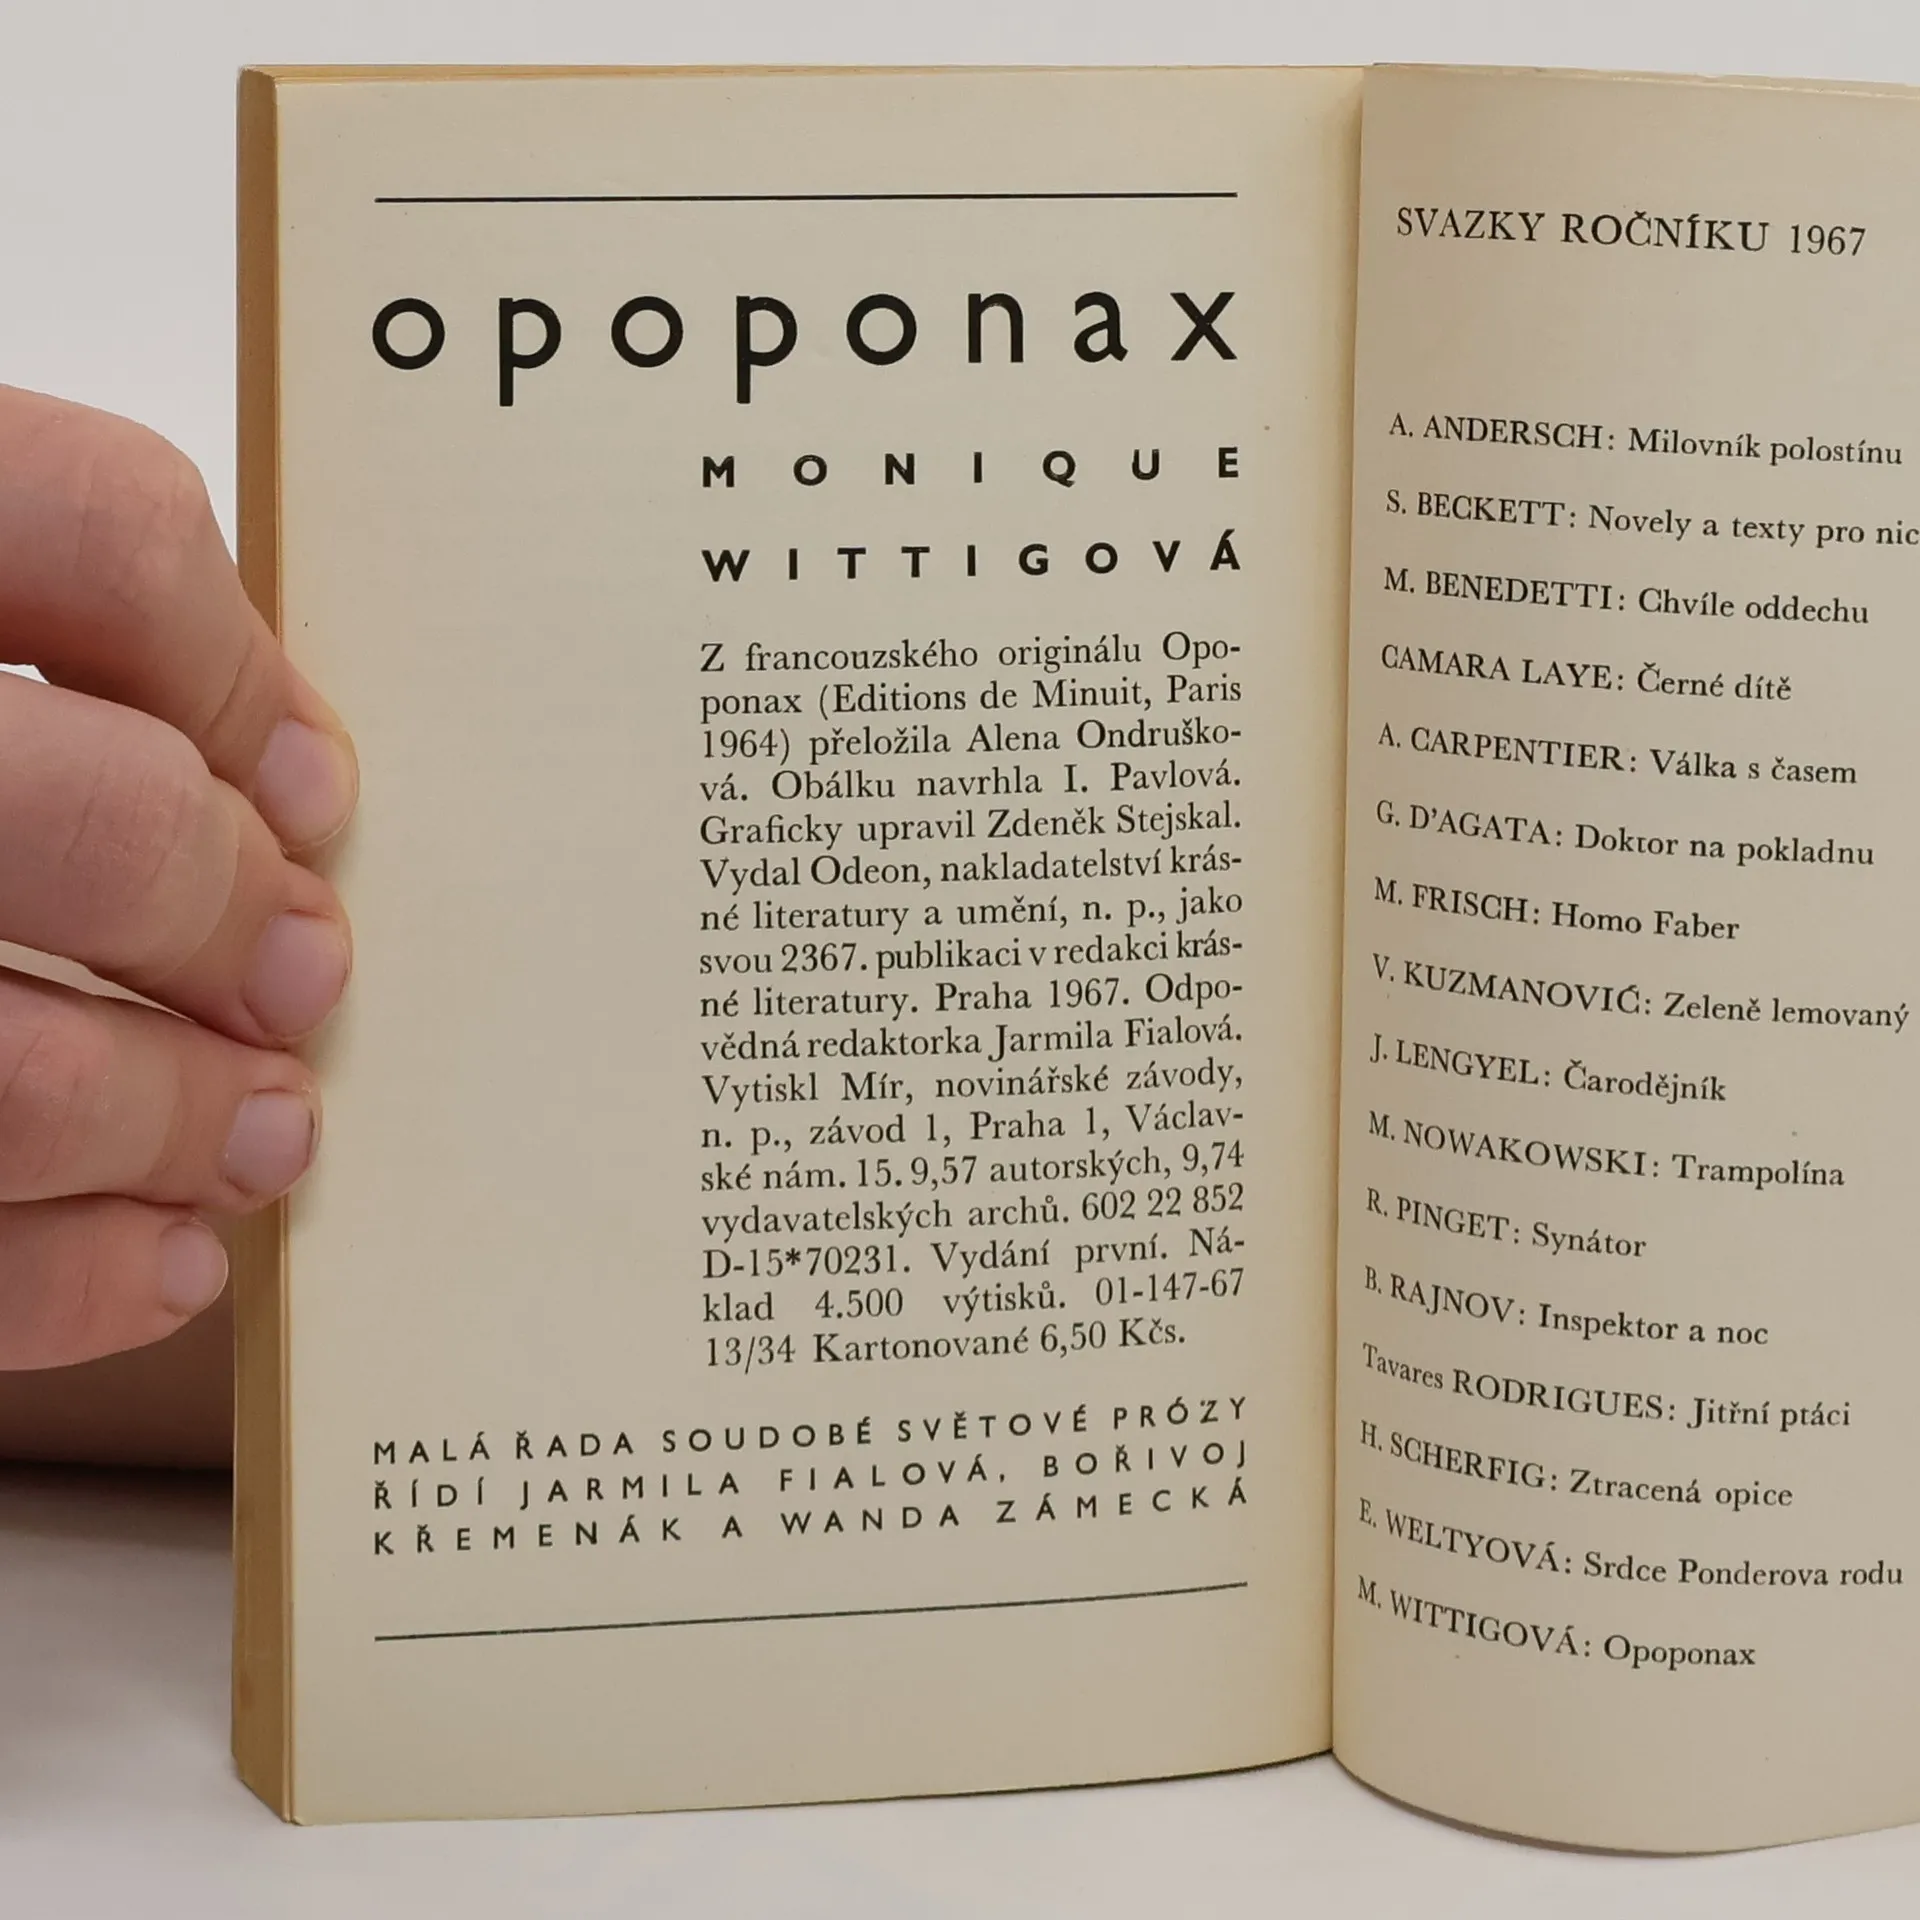 opoponax
MONIQUE
WITTIGOVÁ
Z francouzského originálu Opo-
ponax (Editions de Minuit, Paris
1964) přeložila Alena Ondruško-
vá. Obálku navrhla I. Pavlová.
Graficky upravil Zdeněk Stejskal.
Vydal Odeon, nakladatelství krás-
né literatury a umění, n. p., jako
svou 2367. publikaci v redakci krás-
né literatury. Praha 1967. Odpo-
vědná redaktorka Jarmila Fialová.
Vytiskl Mír, novinářské závody,
n. p., závod 1, Praha 1, Václav-
ské nám. 15. 9,57 autorských, 9,74
vydavatelských archů. 602 22 852
D-15*70231. Vydání první. Ná-
klad 4.500 výtisků. 01-147-67
13/34 Kartonované 6,50 Kčs.
MALÁ ŘADA SOUDOBÉ SVĚTOVÉ PRÓZY
ŘÍDÍ JARMILA FIALOVÁ, BOŘIVOJ
KŘEMENÁK A WANDA ZÁMECKÁ
SVAZKY ROČNÍKU 1967
A. ANDERSCH: Milovník polostínu
S. BECKETT: Novely a texty pro nic
M. BENEDETTI: Chvíle oddechu
CAMARA LAYE: Černé dítě
A. CARPENTIER: Válka s časem
G. D'AGATA: Doktor na pokladnu
M. FRISCH: Homo Faber
V. KUZMANOVIĆ: Zeleně lemovaný
J. LENGYEL: Čarodějník
M. NOWAKOWSKI: Trampolína
R. PINGET: Synátor
B. RAJNOV: Inspektor a noc
Tavares RODRIGUES: Jitřní ptáci
H. SCHERFIG: Ztracená opice
E. WELTYOVÁ: Srdce Ponderova rodu
M. WITTIGOVÁ: Opoponax